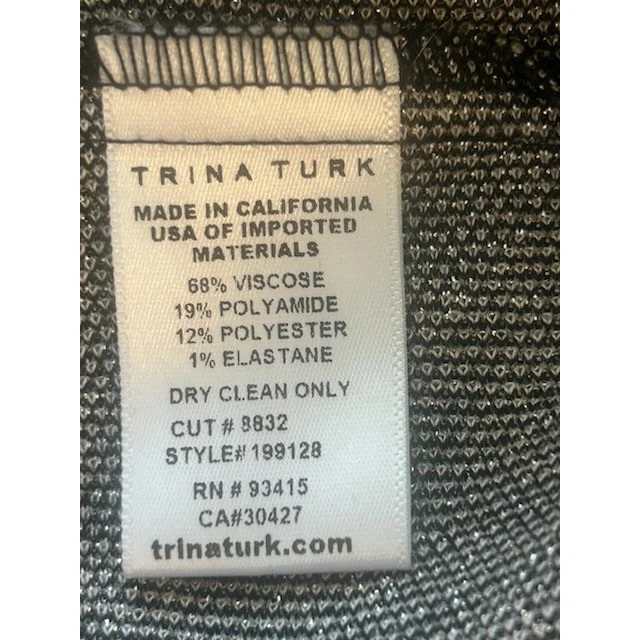 TRINA TURK
MADE IN CALIFORNIA
USA OF IMPORTED
MATERIALS
68% VISCOSE
19% POLYAMIDE
12% POLYESTER
1% ELASTANE
DRY CLEAN ONLY
CUT # 8832
STYLE# 199128
RN # 93415
CA#30427
trinaturk.com